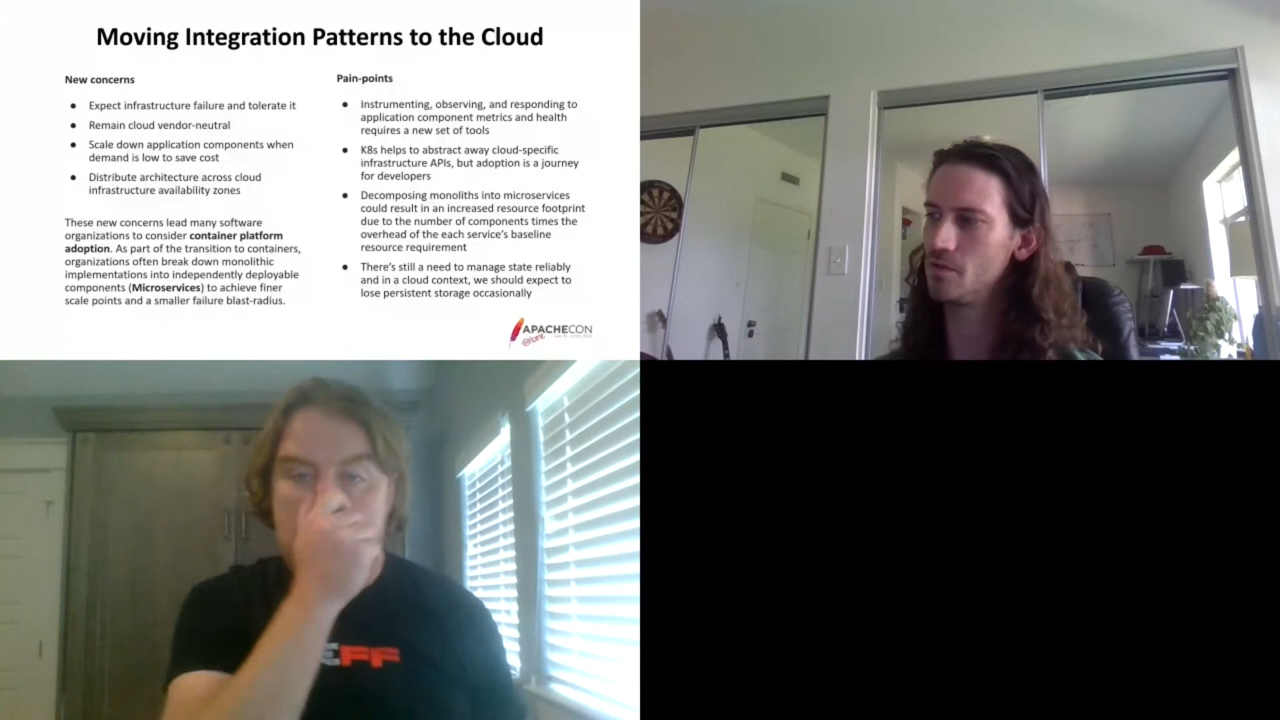 Moving Integration Patterns to the Cloud
New concerns
● Expect infrastructure failure and tolerate it
● Remain cloud vendor-neutral
● Scale down application components when
demand is low to save cost
● Distribute architecture across cloud
infrastructure availability zones
These new concerns lead many software
organizations to consider container platform
adoption. As part of the transition to containers,
organizations often break down monolithic
implementations into independently deployable
components (Microservices) to achieve finer
scale points and a smaller failure blast-radius.
Pain-points
● Instrumenting, observing, and responding to
application component metrics and health
requires a new set of tools
● K8s helps to abstract away cloud-specific
infrastructure APIs, but adoption is a journey
for developers
● Decomposing monoliths into microservices
could result in an increased resource footprint
due to the number of components times the
overhead of the each service's baseline
resource requirement
● There's still a need to manage state reliably
and in a cloud context, we should expect to
lose persistent storage occasionally
APACHECON
@Home
EFF